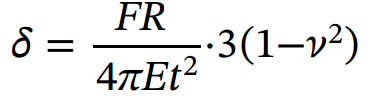 δ = FR / 4πEt² · 3(1−ν²)